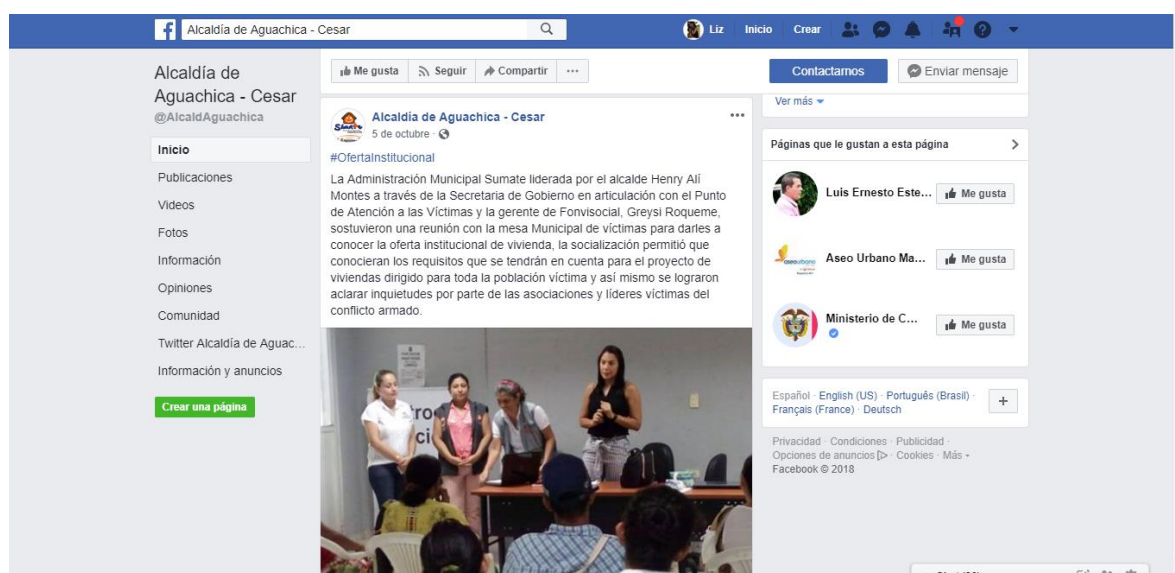 Alcaldía de Aguachica - Cesar
Liz
Inicio
Crear
Alcaldía de
Aguachica - Cesar
@AlcaldAguachica
Inicio
Publicaciones
Videos
Fotos
Información
Opiniones
Comunidad
Twitter Alcaldía de Aguac...
Información y anuncios
Crear una página
Me gusta
Seguir
Compartir
Contactarnos
Enviar mensaje
Alcaldía de Aguachica - Cesar
5 de octubre
#OfertaInstitucional
La Administración Municipal Sumate liderada por el alcalde Henry Alí
Montes a través de la Secretaria de Gobierno en articulación con el Punto
de Atención a las Víctimas y la gerente de Fonvisocial, Greysi Roqueme,
sostuvieron una reunión con la mesa Municipal de víctimas para darles a
conocer la oferta institucional de vivienda, la socialización permitió que
conocieran los requisitos que se tendrán en cuenta para el proyecto de
viviendas dirigido para toda la población víctima y así mismo se lograron
aclarar inquietudes por parte de las asociaciones y líderes víctimas del
conflicto armado.
Ver más
Páginas que le gustan a esta página
Luis Ernesto Este...
Me gusta
Aseo Urbano Ma...
Me gusta
Ministerio de C...
Me gusta
Español · English (US) · Português (Brasil) ·
Français (France) · Deutsch
Privacidad · Condiciones · Publicidad ·
Opciones de anuncios · Cookies · Más
Facebook © 2018